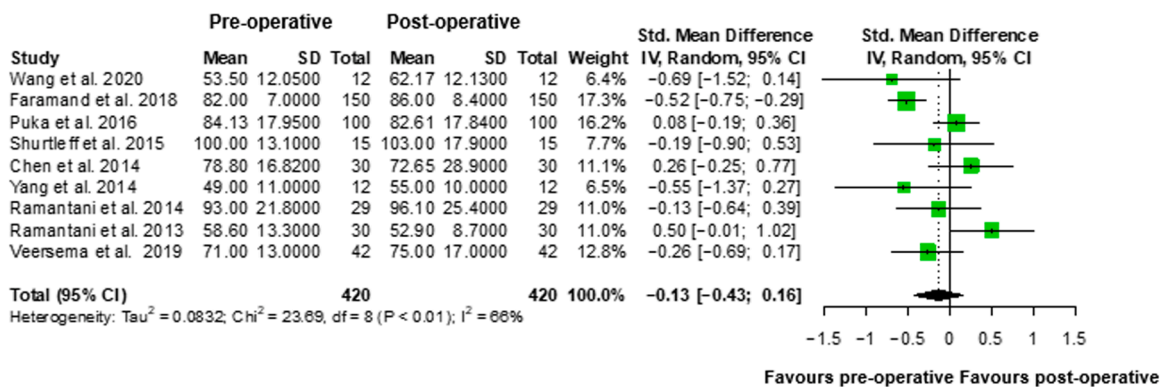 Pre-operative Post-operative Std. Mean Difference Std. Mean Difference
Study Mean SD Total Mean SD Total Weight IV, Random, 95% CI IV, Random, 95% CI
Wang et al. 2020 53.50 12.0500 12 62.17 12.1300 12 6.4% −0.69 [−1.52; 0.14]
Faramand et al. 2018 82.00 7.0000 150 86.00 8.4000 150 17.3% −0.52 [−0.75; −0.29]
Puka et al. 2016 84.13 17.9500 100 82.61 17.8400 100 16.2% 0.08 [−0.19; 0.36]
Shurtleff et al. 2015 100.00 13.1000 15 103.00 17.9000 15 7.7% −0.19 [−0.90; 0.53]
Chen et al. 2014 78.80 16.8200 30 72.65 28.9000 30 11.1% 0.26 [−0.25; 0.77]
Yang et al. 2014 49.00 11.0000 12 55.00 10.0000 12 6.5% −0.55 [−1.37; 0.27]
Ramantani et al. 2014 93.00 21.8000 29 96.10 25.4000 29 11.0% −0.13 [−0.64; 0.39]
Ramantani et al. 2013 58.60 13.3000 30 52.90 8.7000 30 11.0% 0.50 [−0.01; 1.02]
Veersema et al. 2019 71.00 13.0000 42 75.00 17.0000 42 12.8% −0.26 [−0.69; 0.17]
Total (95% CI) 420 420 100.0% −0.13 [−0.43; 0.16]
Heterogeneity: Tau² = 0.0832; Chi² = 23.69, df = 8 (P < 0.01); I² = 66%
−1.5 −1 −0.5 0 0.5 1 1.5
Favours pre-operative Favours post-operative